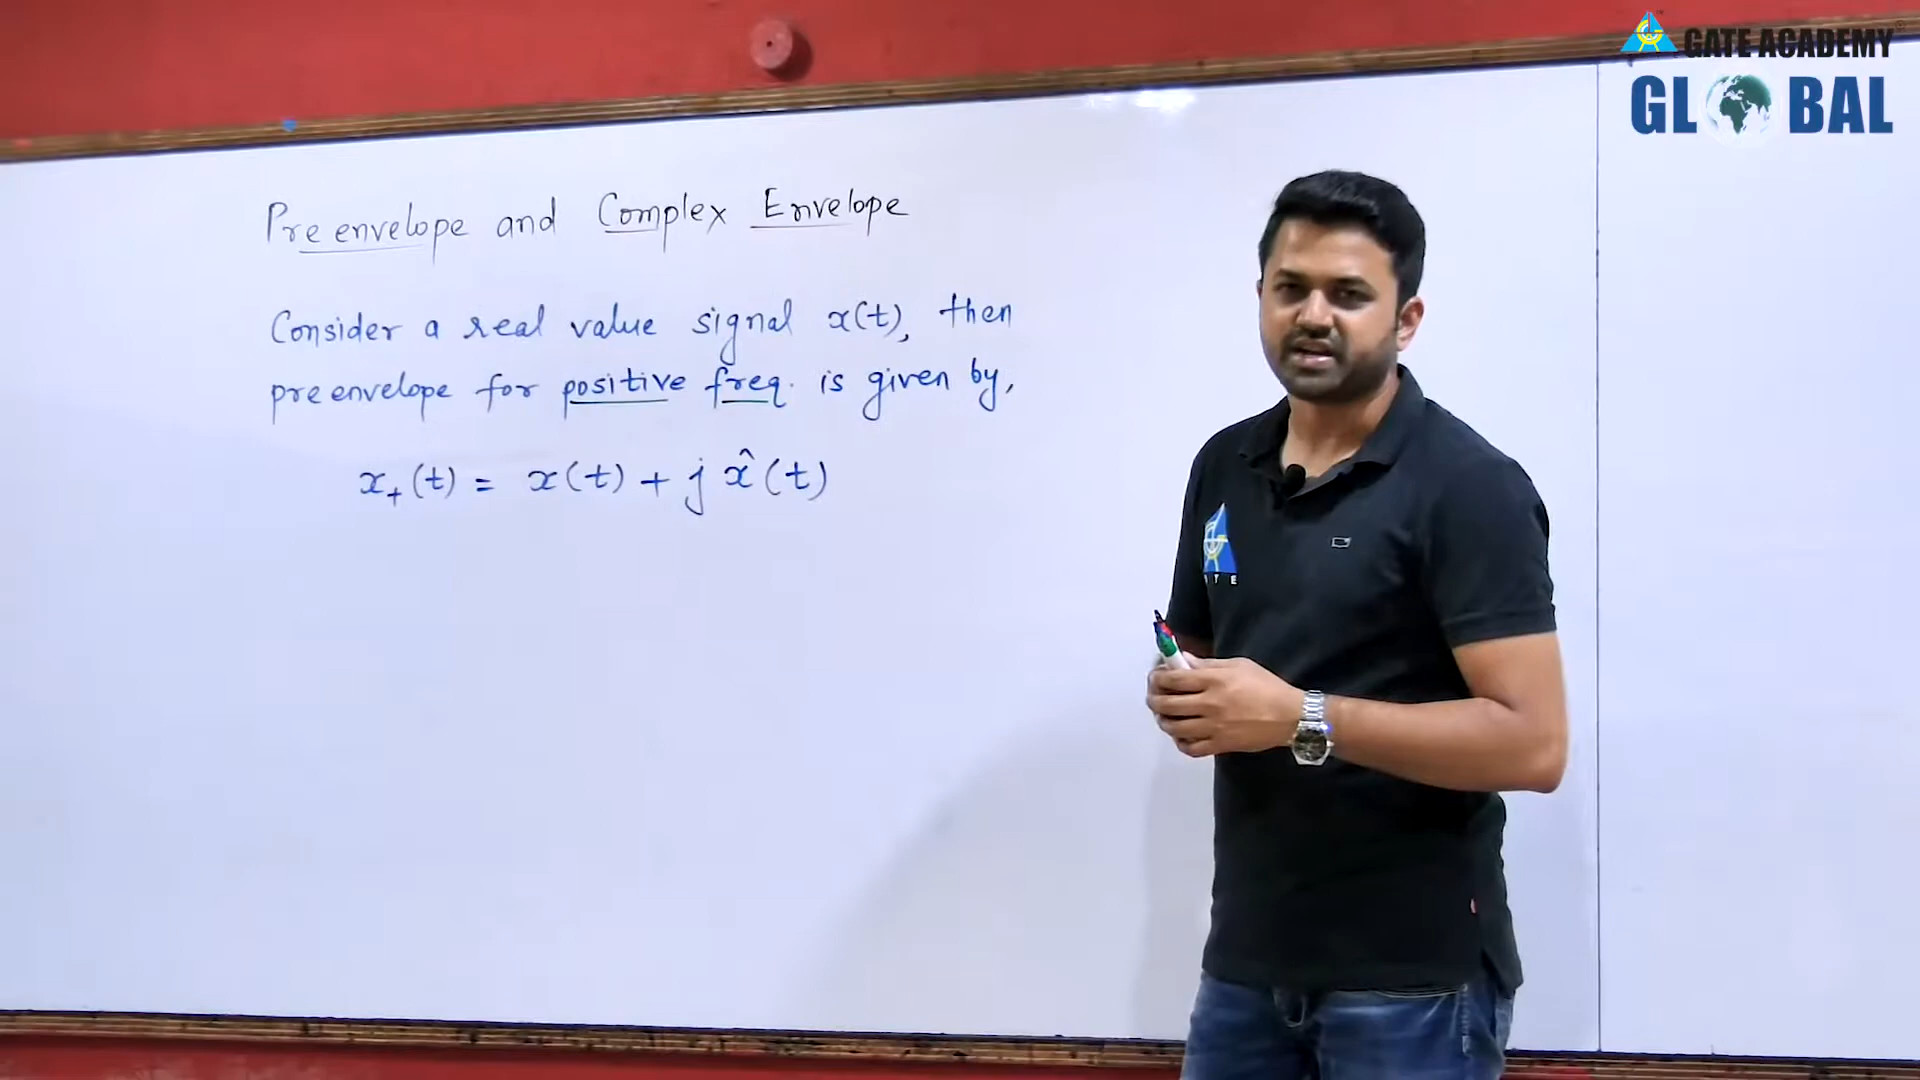 GATE ACADEMY
GLOBAL
Pre envelope and Complex Envelope
Consider a real value signal x(t), then
pre envelope for positive freq. is given by,
x₊(t) = x(t) + j x̂(t)